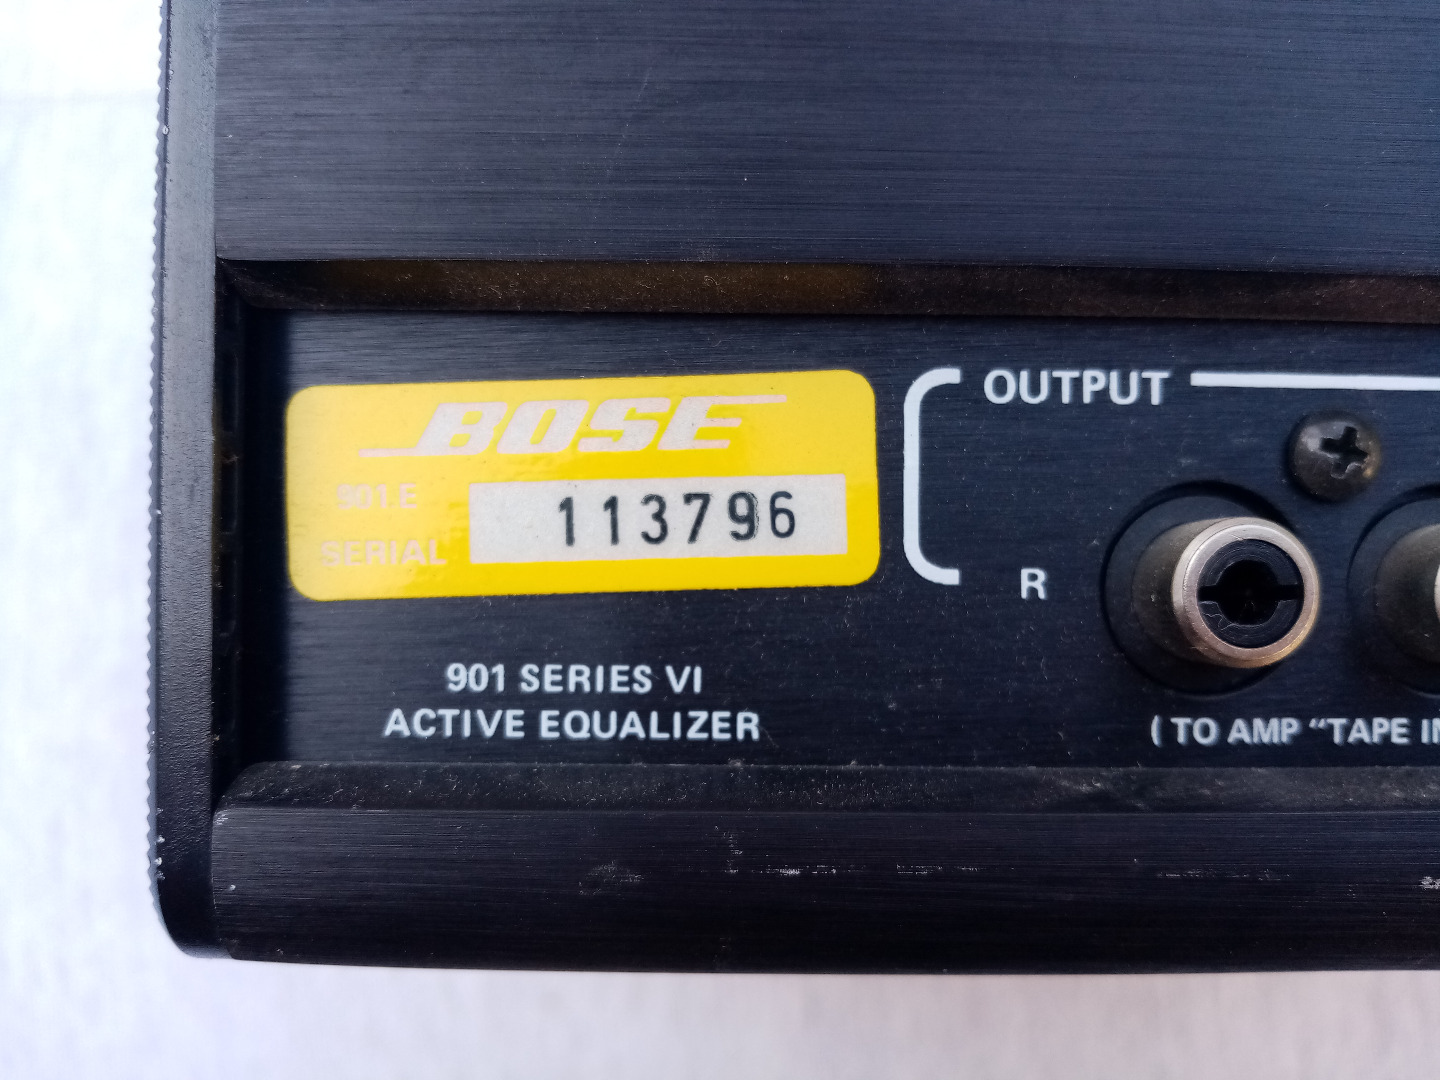 BOSE
901 E
SERIAL 113796
901 SERIES VI
ACTIVE EQUALIZER
OUTPUT
R
( TO AMP “TAPE IN